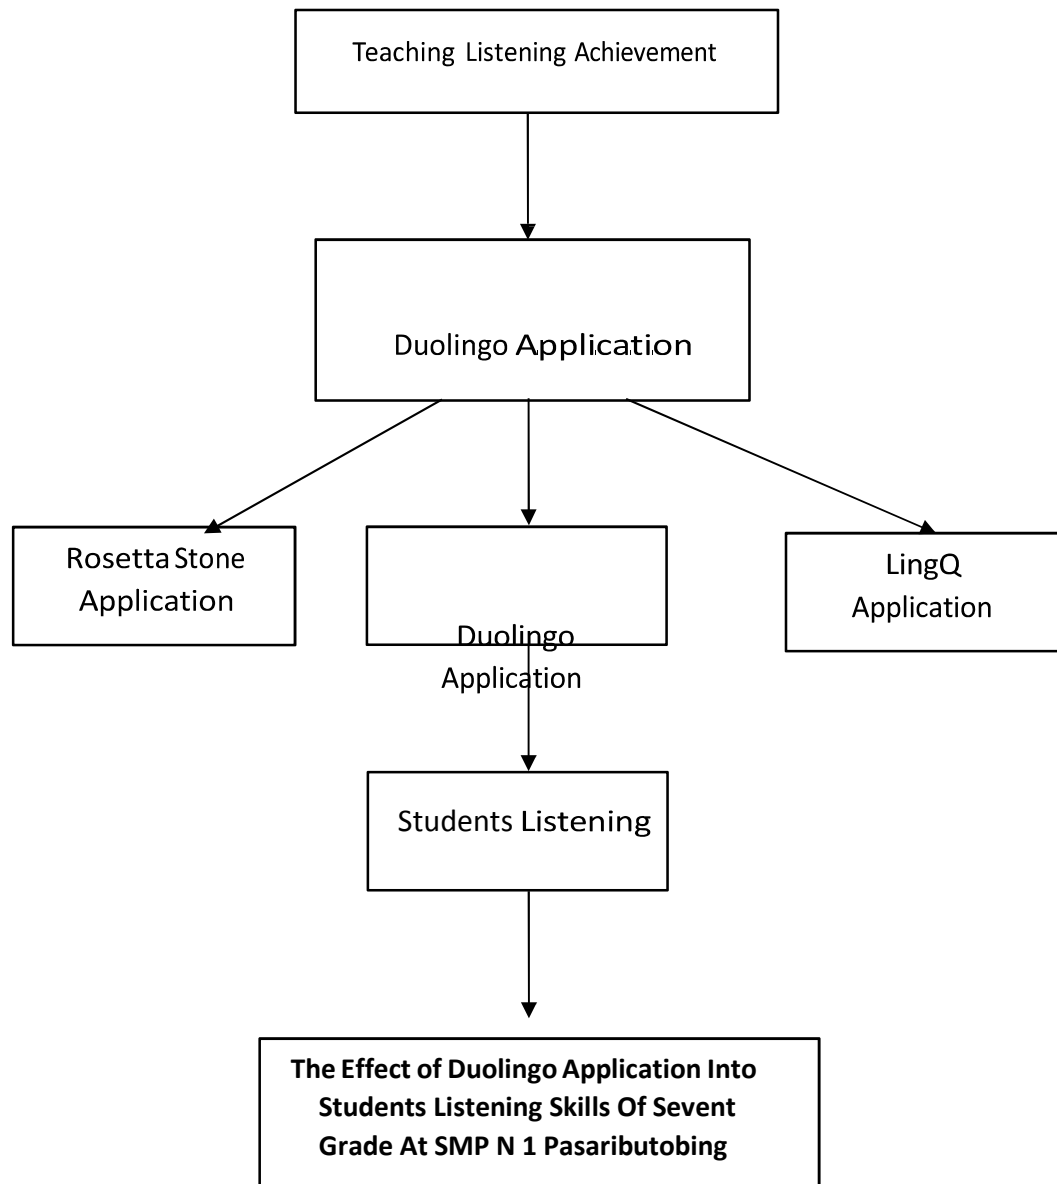 Teaching Listening Achievement
Duolingo Application
Rosetta Stone
Application
Duolingo
Application
LingQ
Application
Students Listening
The Effect of Duolingo Application Into
Students Listening Skills Of Sevent
Grade At SMP N 1 Pasaributobing